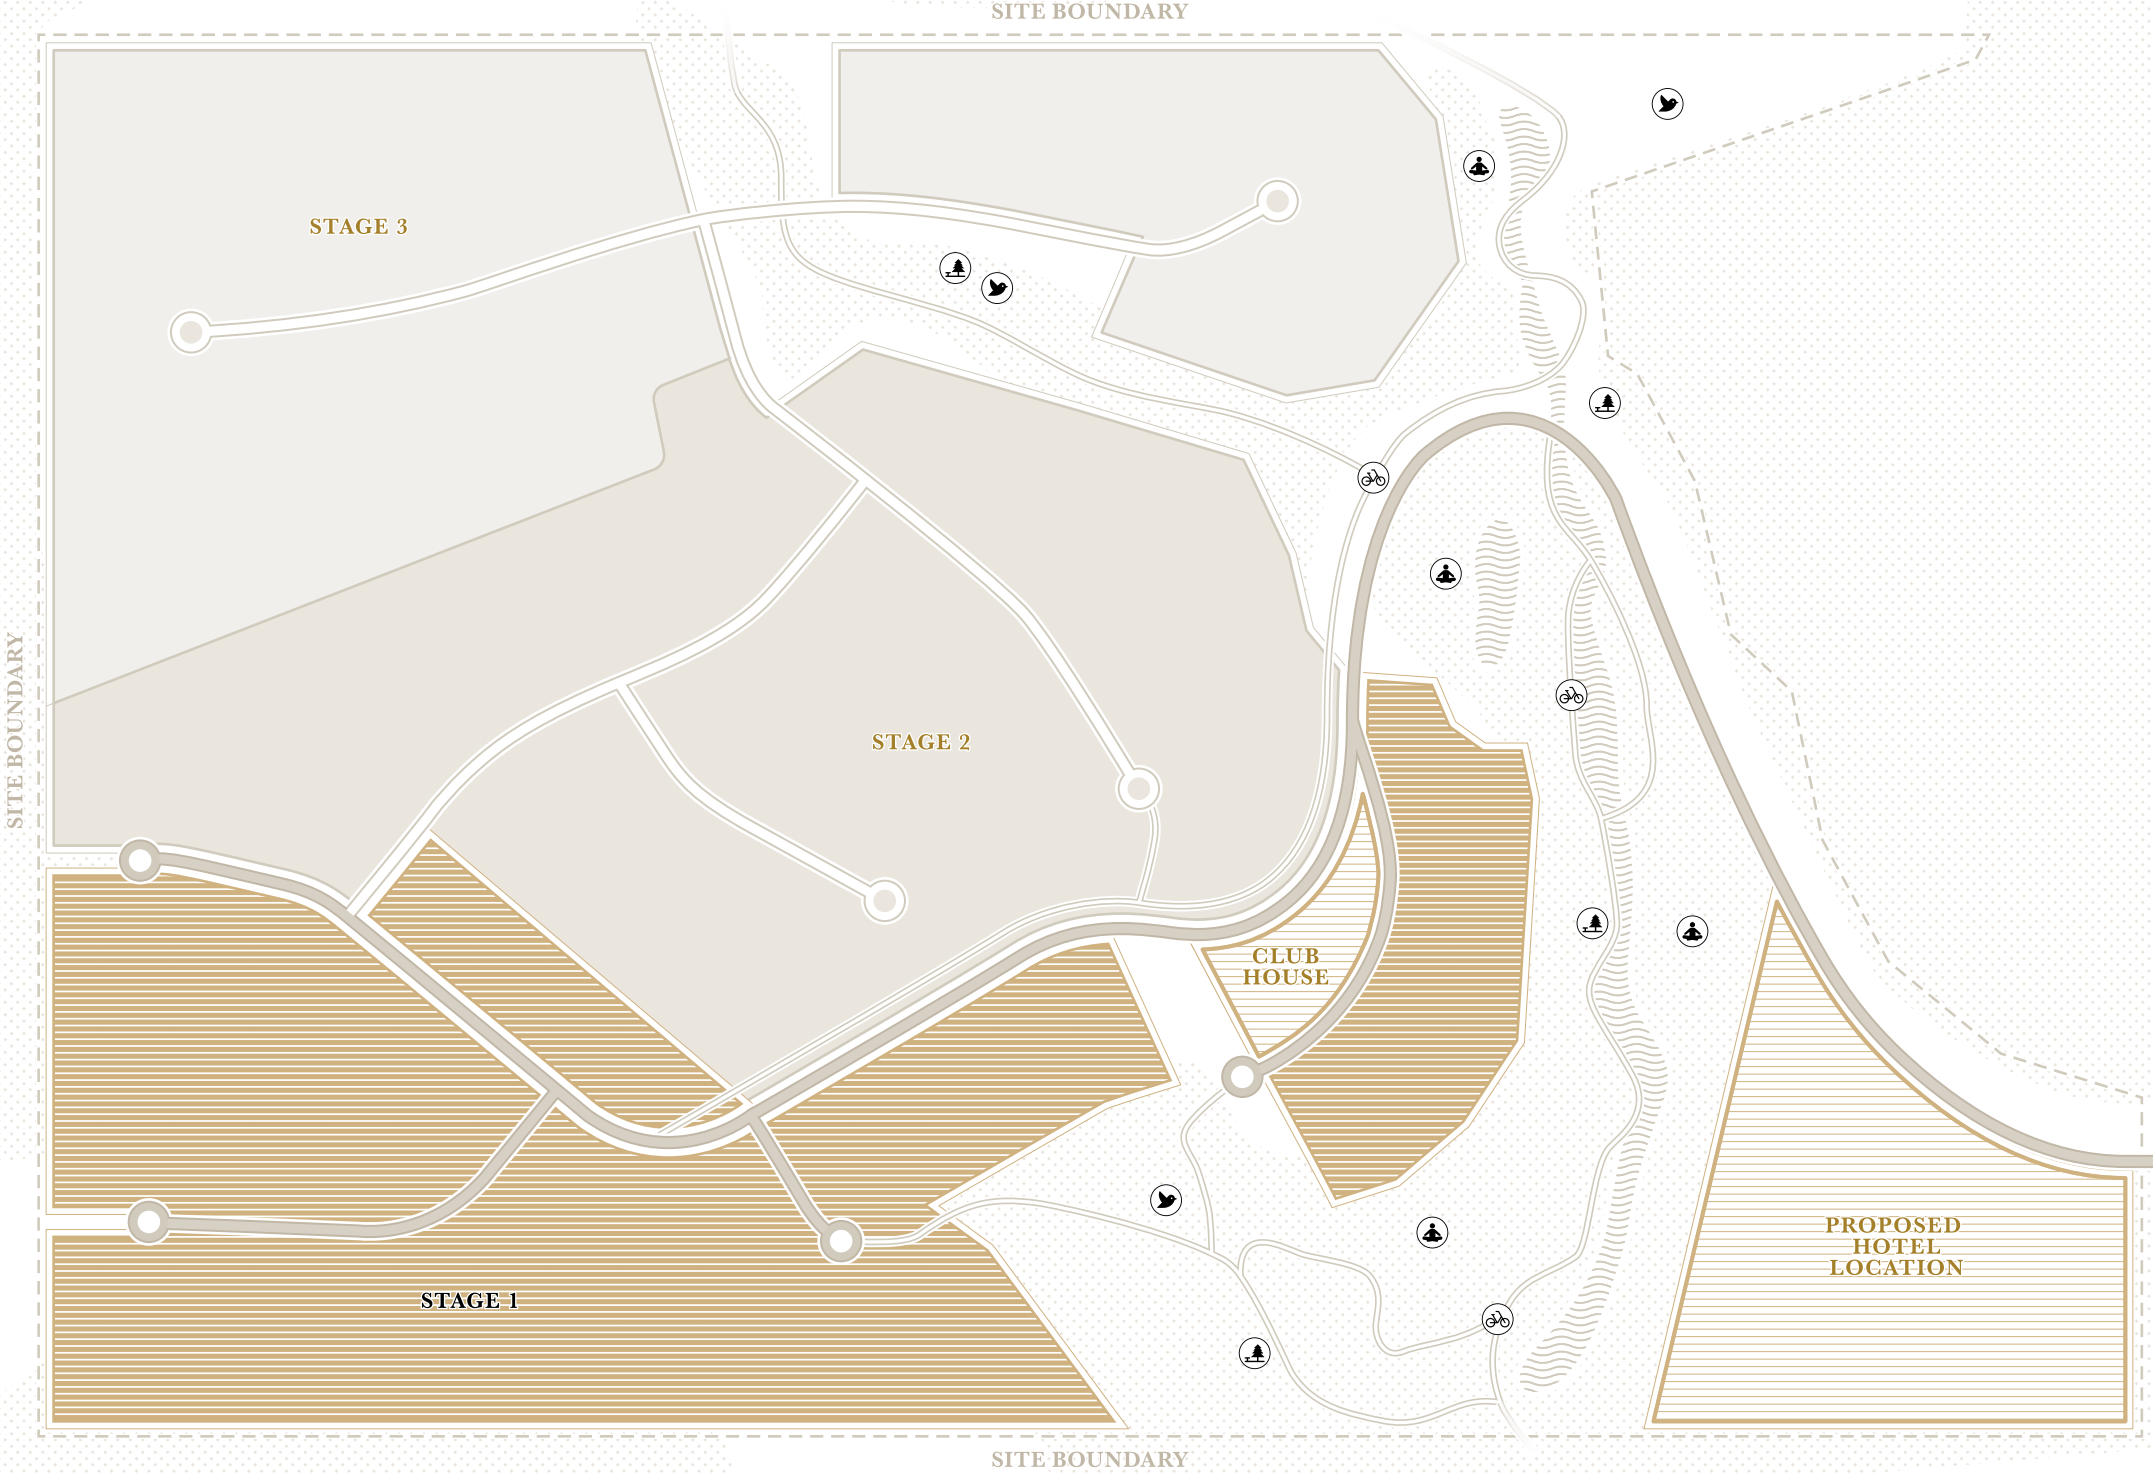 SITE BOUNDARY
STAGE 3
SITE BOUNDARY
STAGE 2
CLUB
HOUSE
PROPOSED
HOTEL
LOCATION
STAGE 1
SITE BOUNDARY